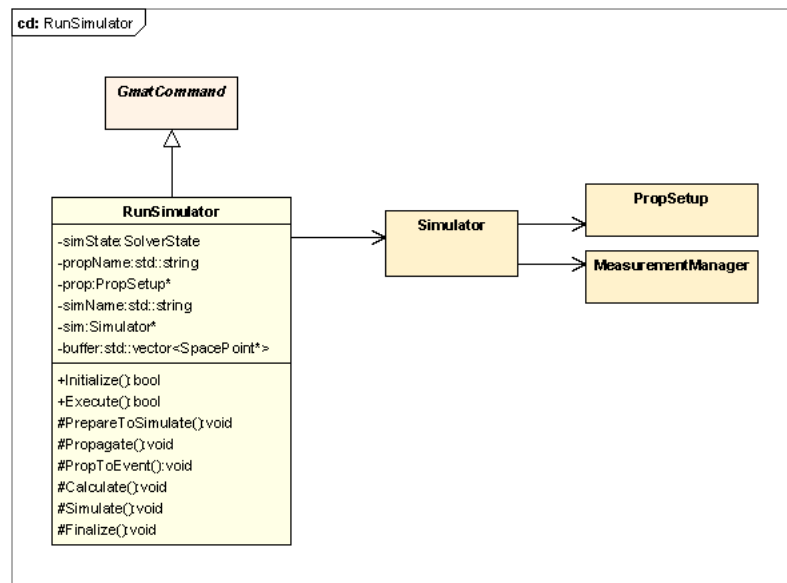 cd: RunSimulator
GmatCommand
RunSimulator
-simState:SolverState
-propName:std::string
-prop:PropSetup*
-simName:std::string
-sim:Simulator*
-buffer:std::vector<SpacePoint*>
+Initialize():bool
+Execute():bool
#PrepareToSimulate():void
#Propagate():void
#PropToEvent():void
#Calculate():void
#Simulate():void
#Finalize():void
Simulator
PropSetup
MeasurementManager